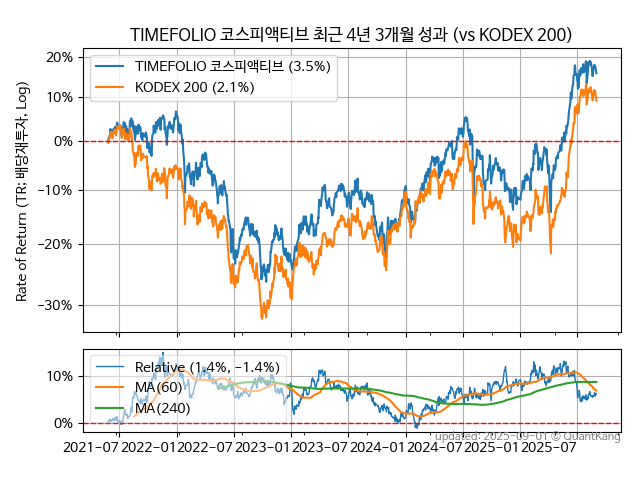 TIMEFOLIO 코스피액티브 최근 4년 3개월 성과 (vs KODEX 200)
Rate of Return (TR: 배당재투자, Log)
20%
10%
0%
−10%
−20%
−30%
TIMEFOLIO 코스피액티브 (3.5%)
KODEX 200 (2.1%)
10%
0%
Relative (1.4%, −1.4%)
MA(60)
MA(240)
2021-07
2022-01
2022-07
2023-01
2023-07
2024-01
2024-07
2025-01
2025-07
updated: 2025-09-01 © QuantKang